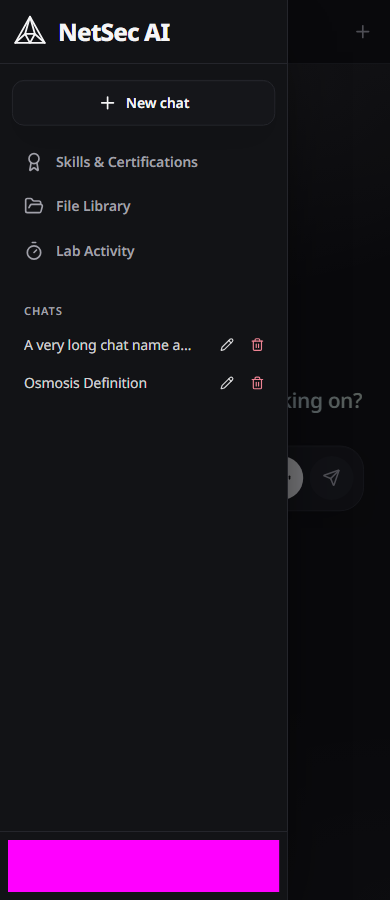 NetSec AI
New chat
Skills & Certifications
File Library
Lab Activity
CHATS
A very long chat name a...
Osmosis Definition
king on?